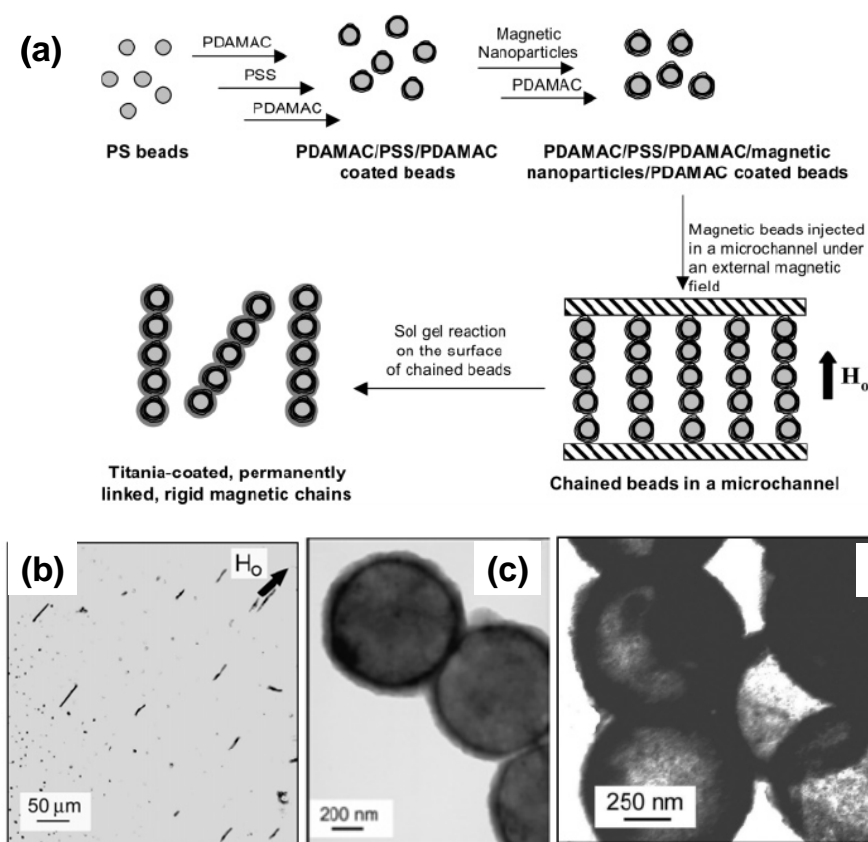 (a)
PDAMAC
PSS
PDAMAC
Magnetic
Nanoparticles
PDAMAC
PS beads
PDAMAC/PSS/PDAMAC
coated beads
PDAMAC/PSS/PDAMAC/magnetic
nanoparticles/PDAMAC coated beads
Magnetic beads injected
in a microchannel under
an external magnetic
field
Sol gel reaction
on the surface
of chained beads
H₀
Titania-coated, permanently
linked, rigid magnetic chains
Chained beads in a microchannel
(b)
H₀
50 μm
(c)
200 nm
250 nm